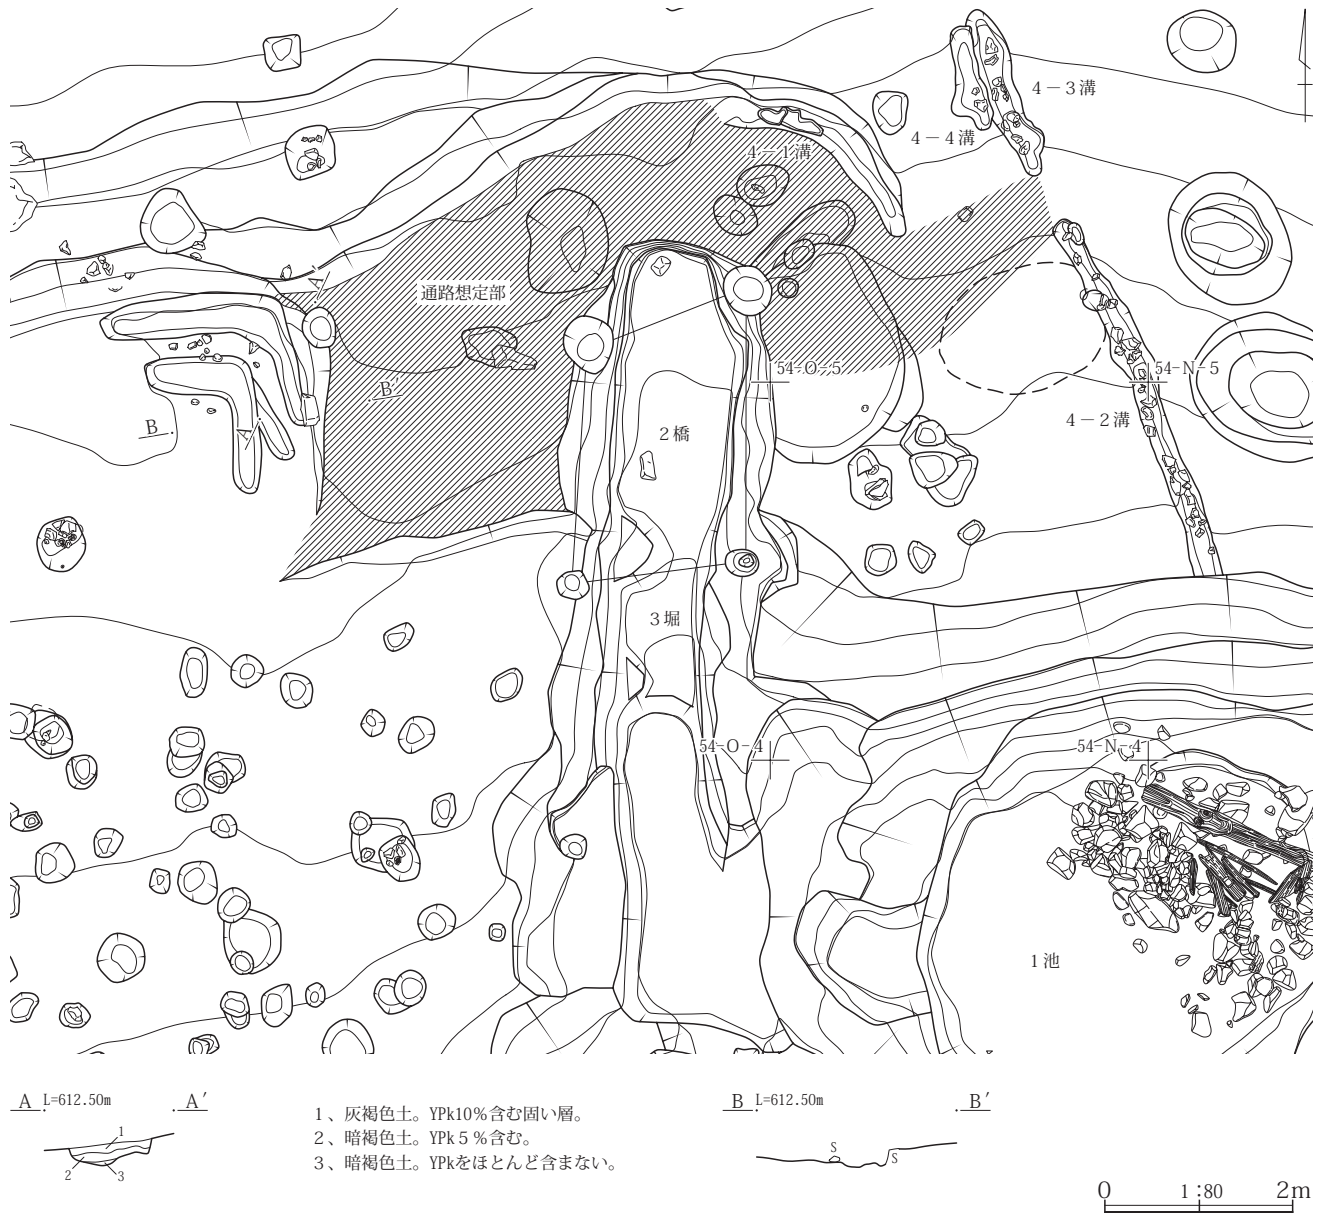 4－3溝
4－4溝
4－1溝
通路想定部
54-O-5
54-N-5
B′
B
2橋
4－2溝
3堀
54-O-4
54-N-4
1池
A L=612.50m A′
1
2
3
1、灰褐色土。YPk10％含む固い層。
2、暗褐色土。YPk５％含む。
3、暗褐色土。YPkをほとんど含まない。
B L=612.50m B′
S
S
0 1：80 2m